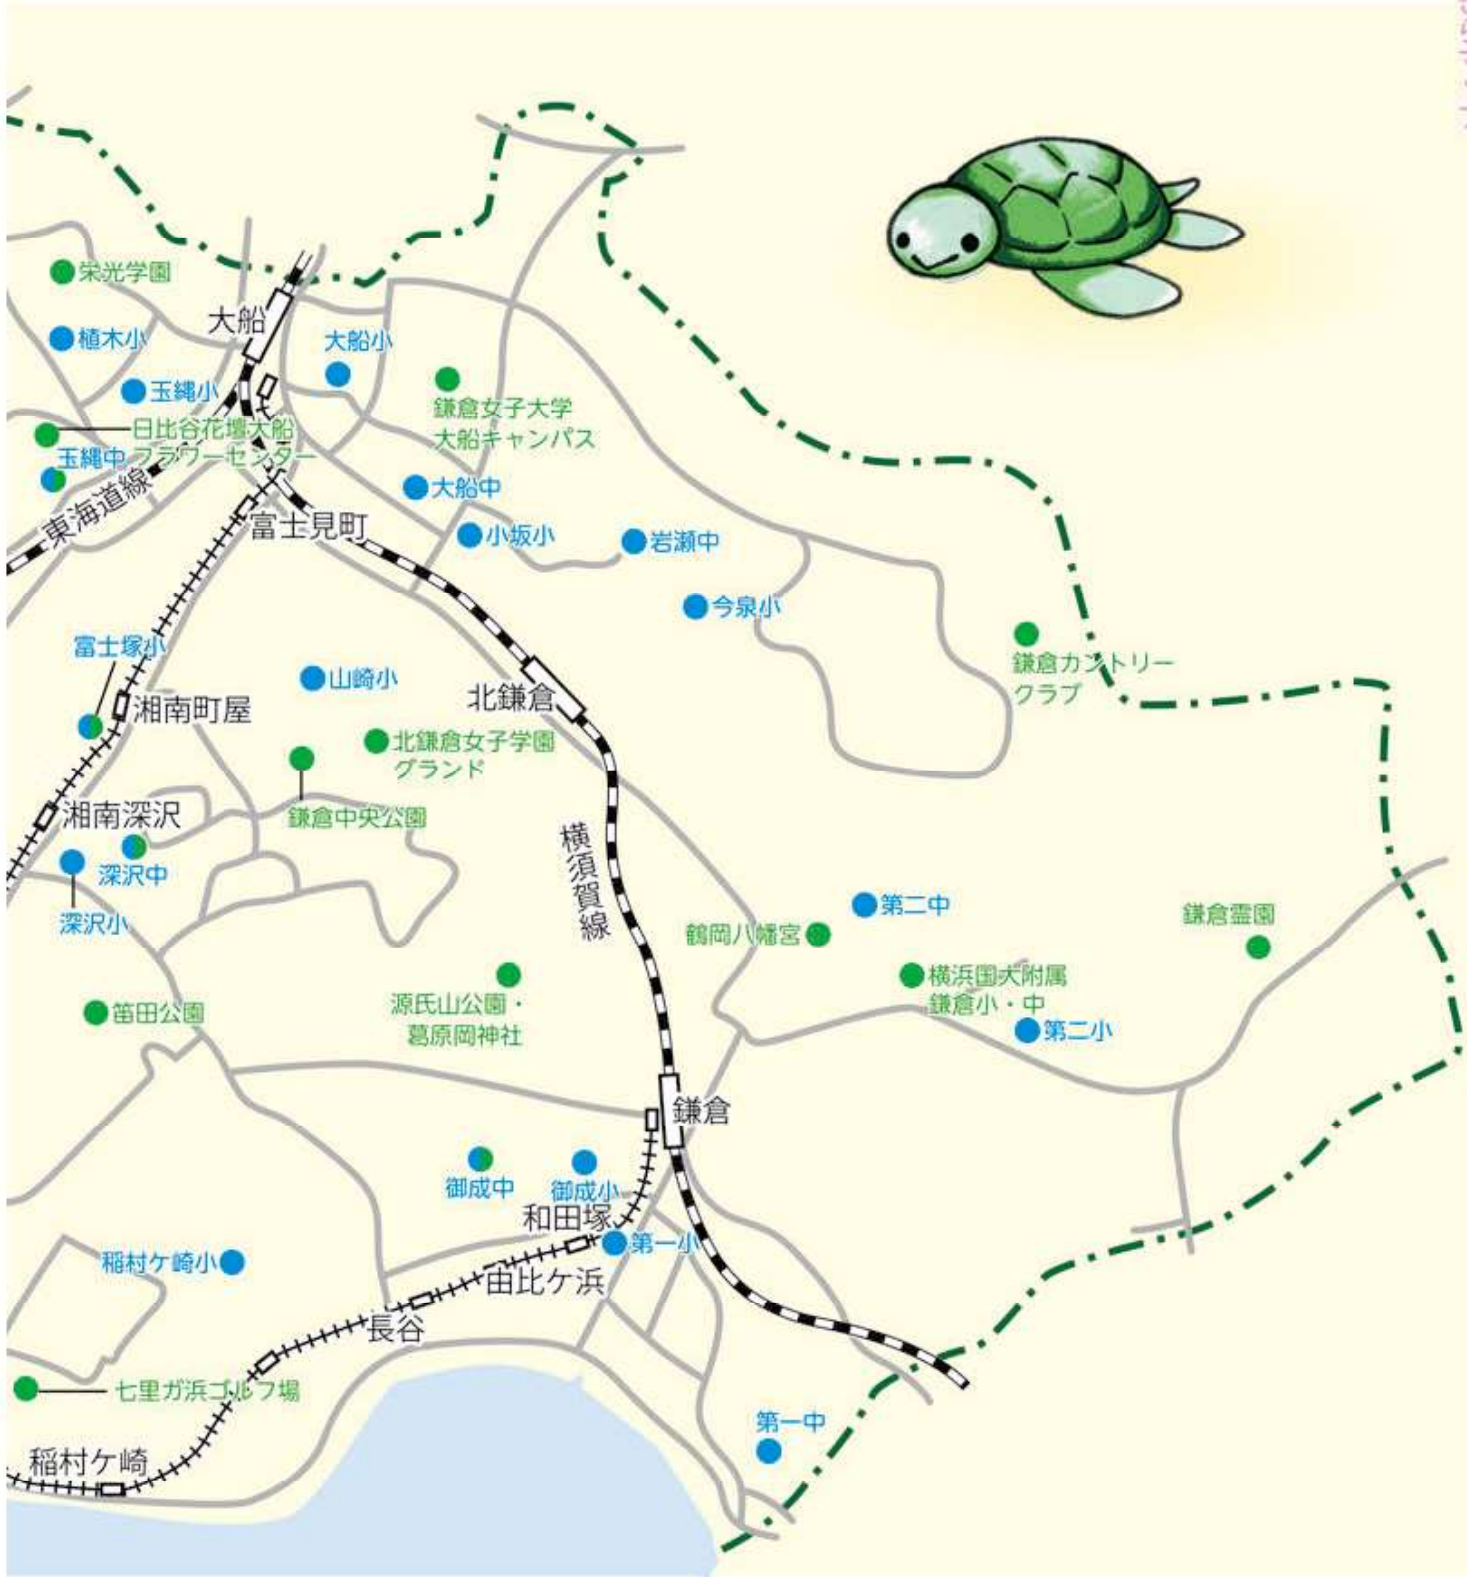 栄光学園
大船
植木小
大船小
玉縄小
鎌倉女子大学
大船キャンパス
日比谷花壇大船
フラワーセンター
玉縄中
大船中
東海道線
富士見町
小坂小
岩瀬中
今泉小
富士塚小
鎌倉カントリー
クラブ
山崎小
北鎌倉
湘南町屋
北鎌倉女子学園
グランド
湘南深沢
鎌倉中央公園
横須賀線
深沢中
深沢小
第二中
鎌倉霊園
鶴岡八幡宮
横浜国大附属
鎌倉小・中
源氏山公園・
葛原岡神社
笛田公園
第二小
鎌倉
御成中
御成小
和田塚
第一小
稲村ケ崎小
由比ケ浜
長谷
七里ガ浜ゴルフ場
第一中
稲村ケ崎